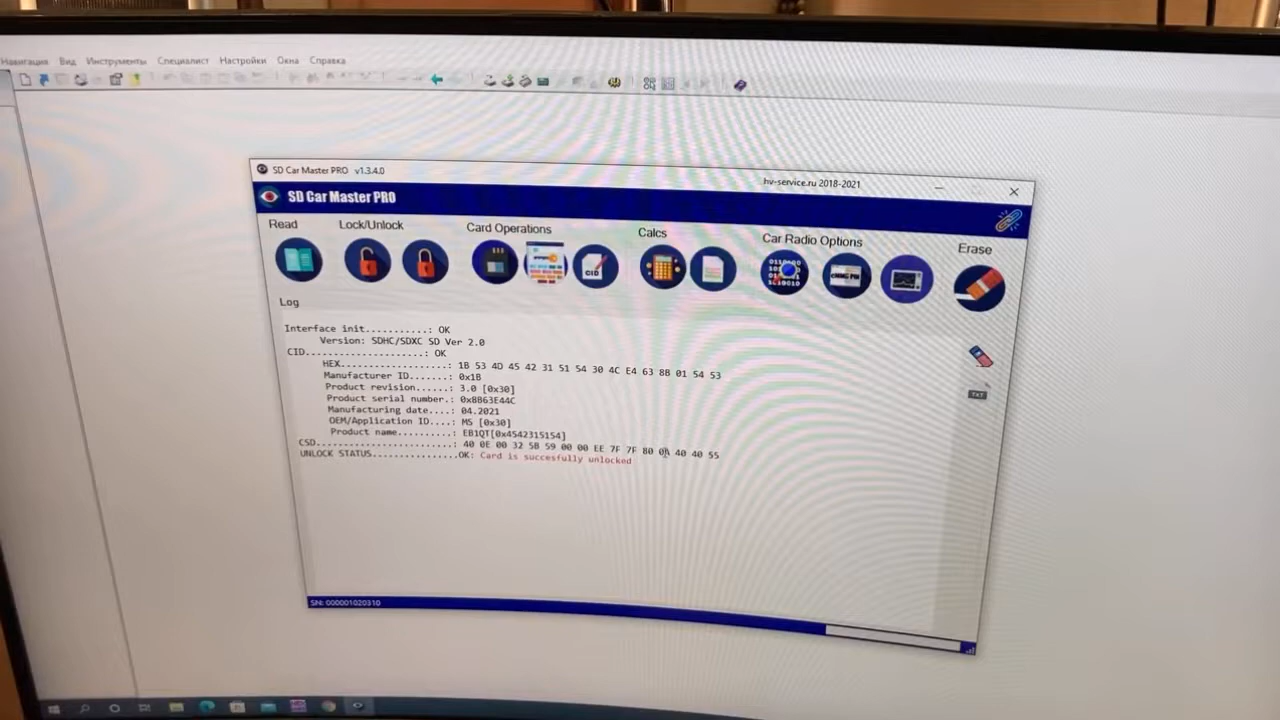 Навигация Вид Инструменты Специалист Настройки Окна Справка
SD Car Master PRO v1.3.4.0
hv-service.ru 2018-2021
SD Car Master PRO
Read Lock/Unlock Card Operations Calcs Car Radio Options Erase
CID
Log
Interface init...........: OK
Version: SDHC/SDXC SD Ver 2.0
CID.....................: OK
HEX...................: 1B 53 4D 45 42 31 51 54 30 4C E4 63 8B 01 54 53
Manufacturer ID.......: 0x1B
Product revision......: 3.0 [0x30]
Product serial number.: 0x8B63E44C
Manufacturing date....: 04.2021
OEM/Application ID....: MS [0x30]
Product name..........: EB1QT[0x4542315154]
CSD.........................: 40 0E 00 32 5B 59 00 00 EE 7F 7F 80 0A 40 40 55
UNLOCK STATUS...............OK: Card is succesfully unlocked
TXT
SN: 000001020310